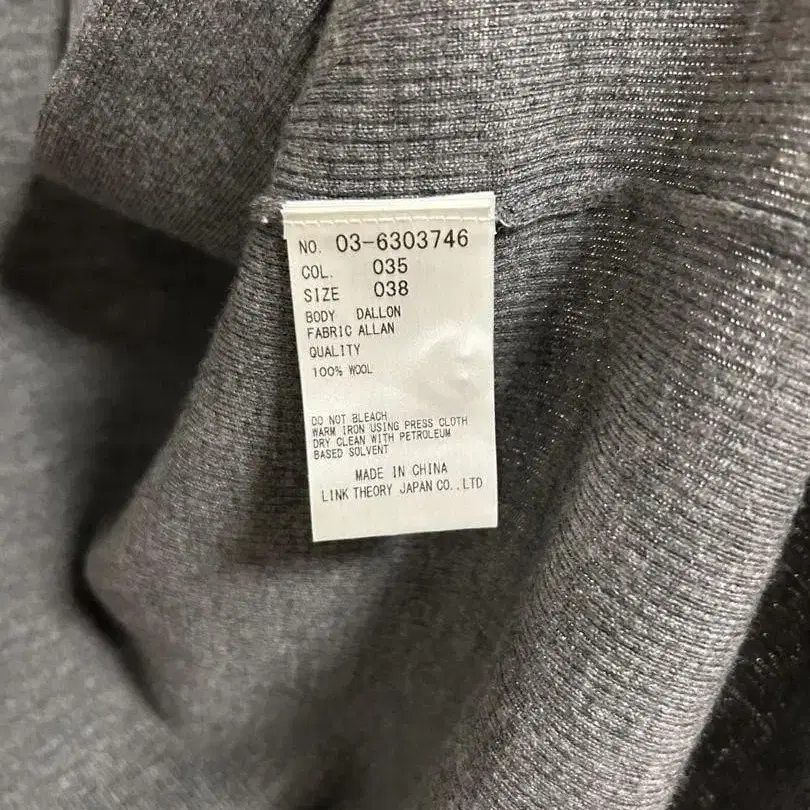 NO. 03-6303746
COL. 035
SIZE 038
BODY DALLON
FABRIC ALLAN
QUALITY
100% WOOL
DO NOT BLEACH
WARM IRON USING PRESS CLOTH
DRY CLEAN WITH PETROLEUM
BASED SOLVENT
MADE IN CHINA
LINK THEORY JAPAN CO.,LTD